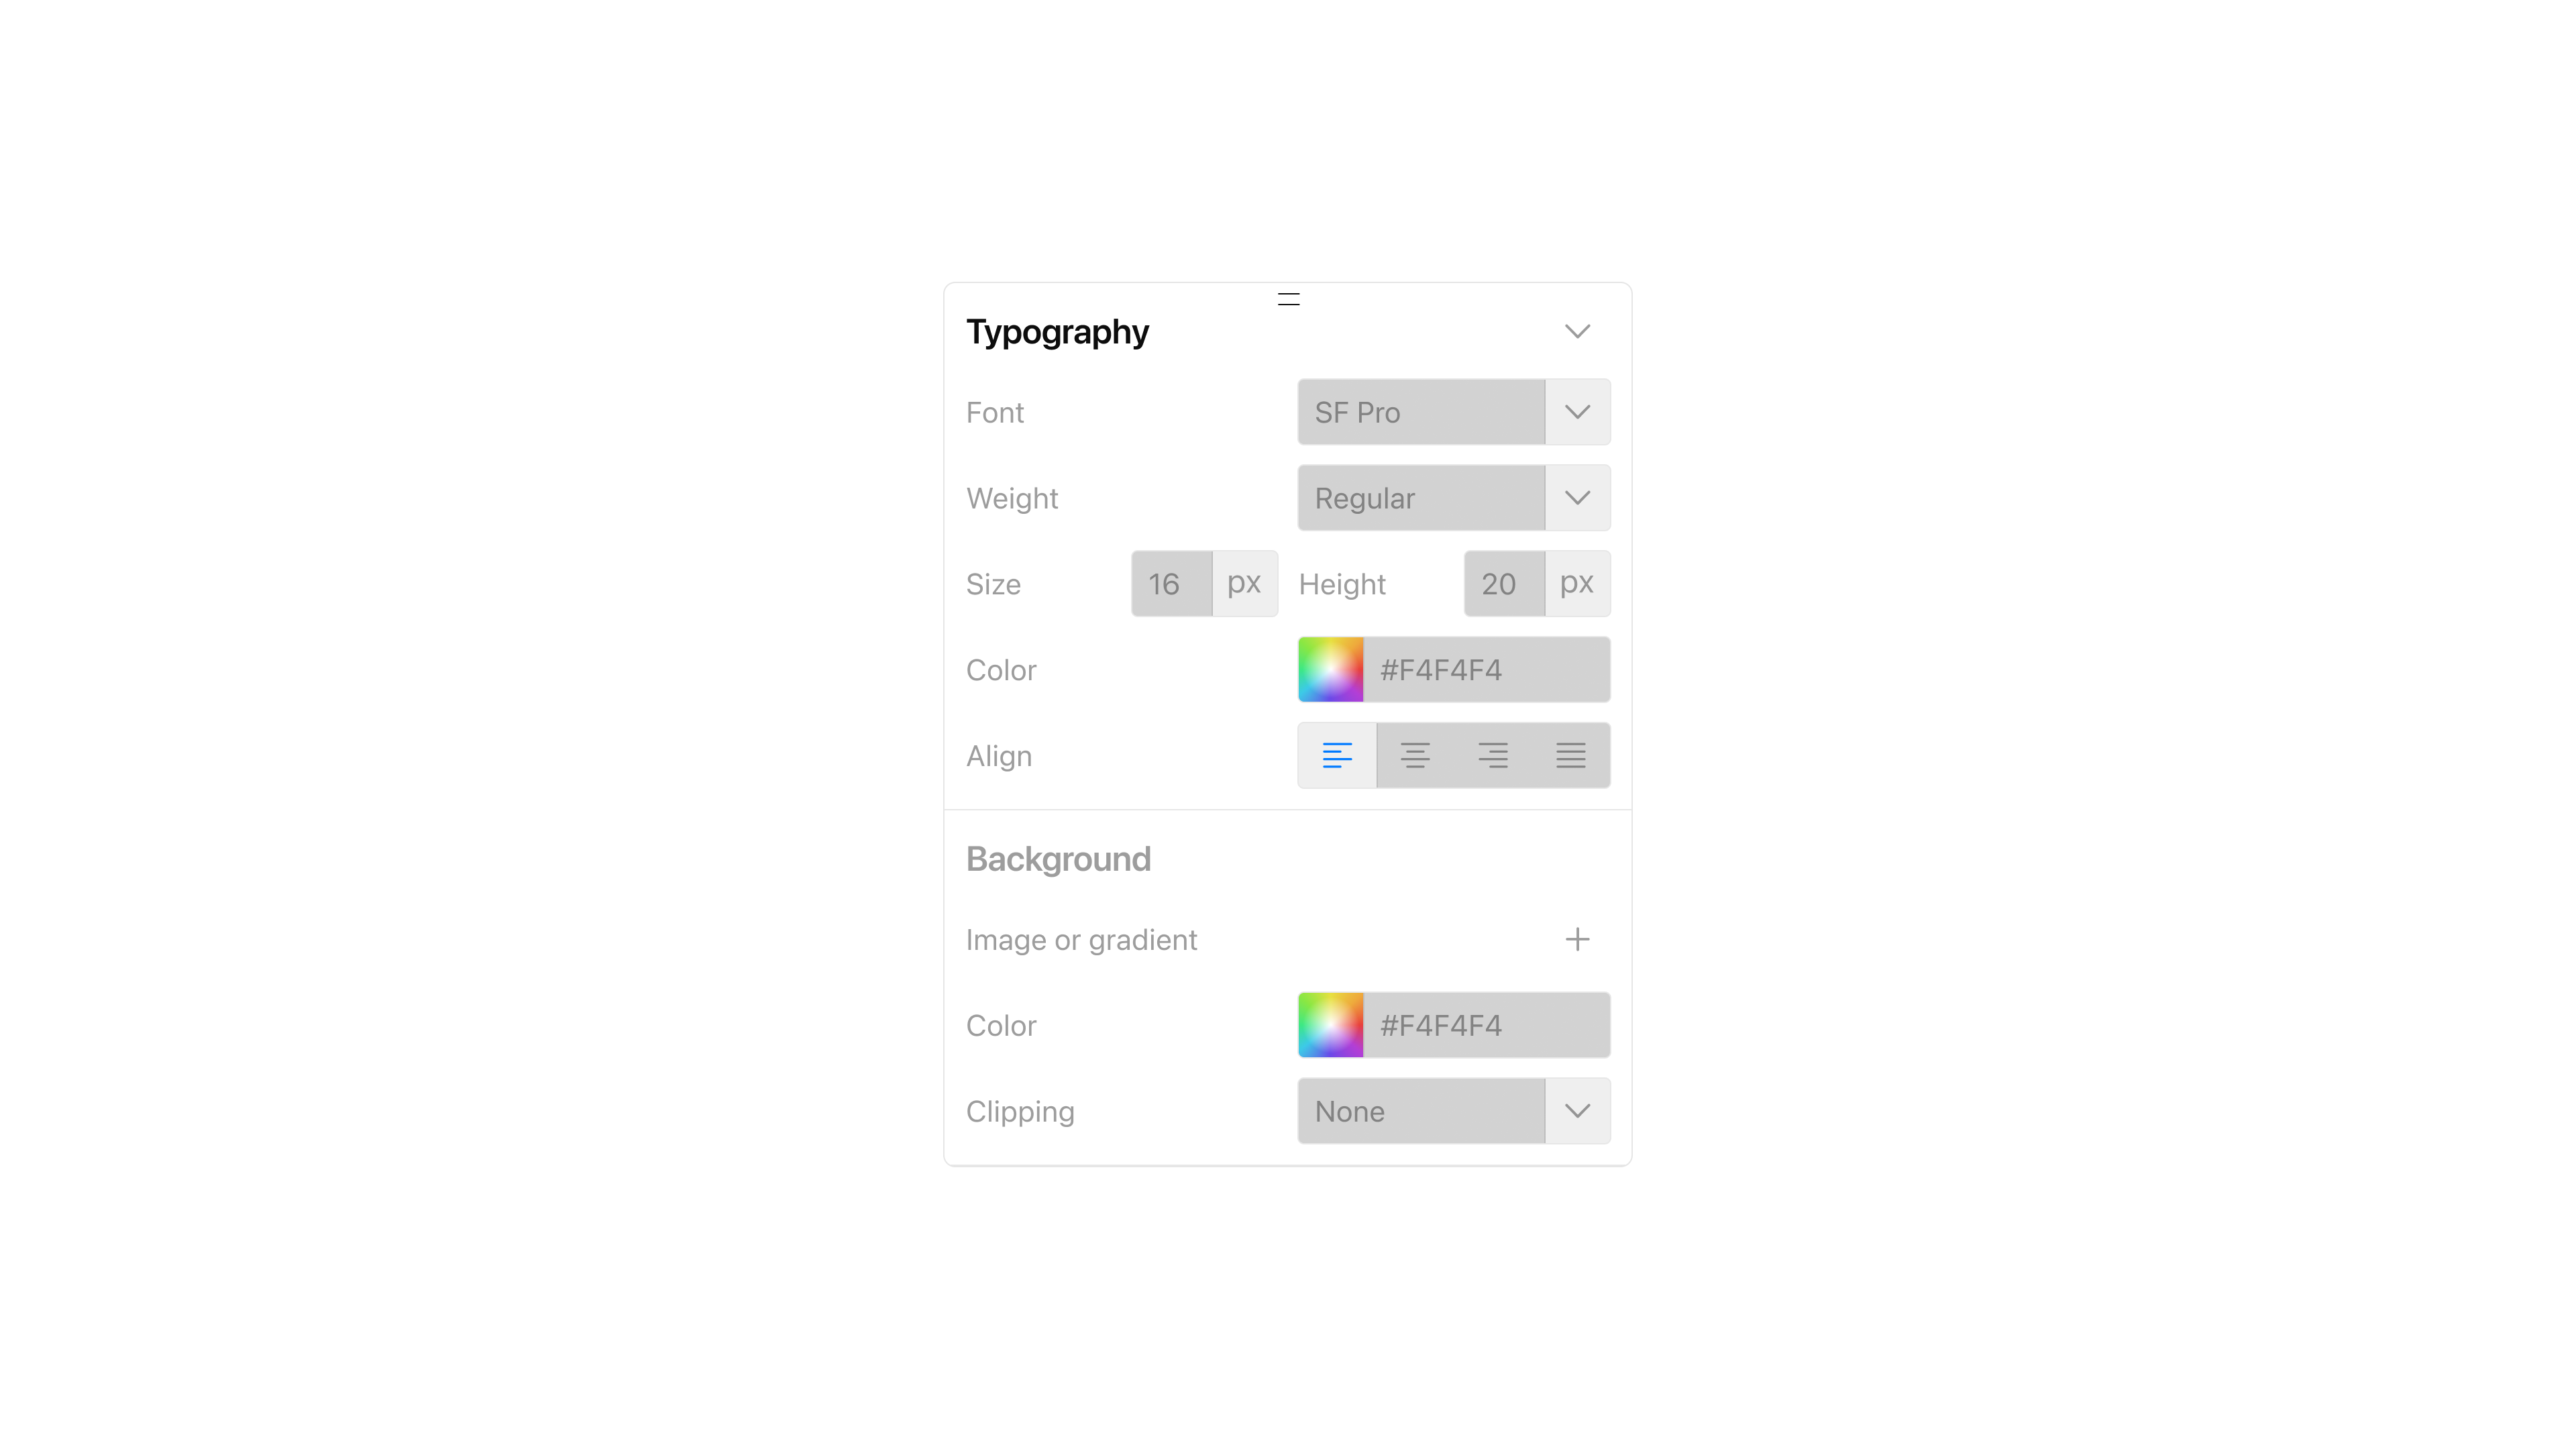 Typography
Font SF Pro
Weight Regular
Size 16 px Height 20 px
Color #F4F4F4
Align
Background
Image or gradient
Color #F4F4F4
Clipping None